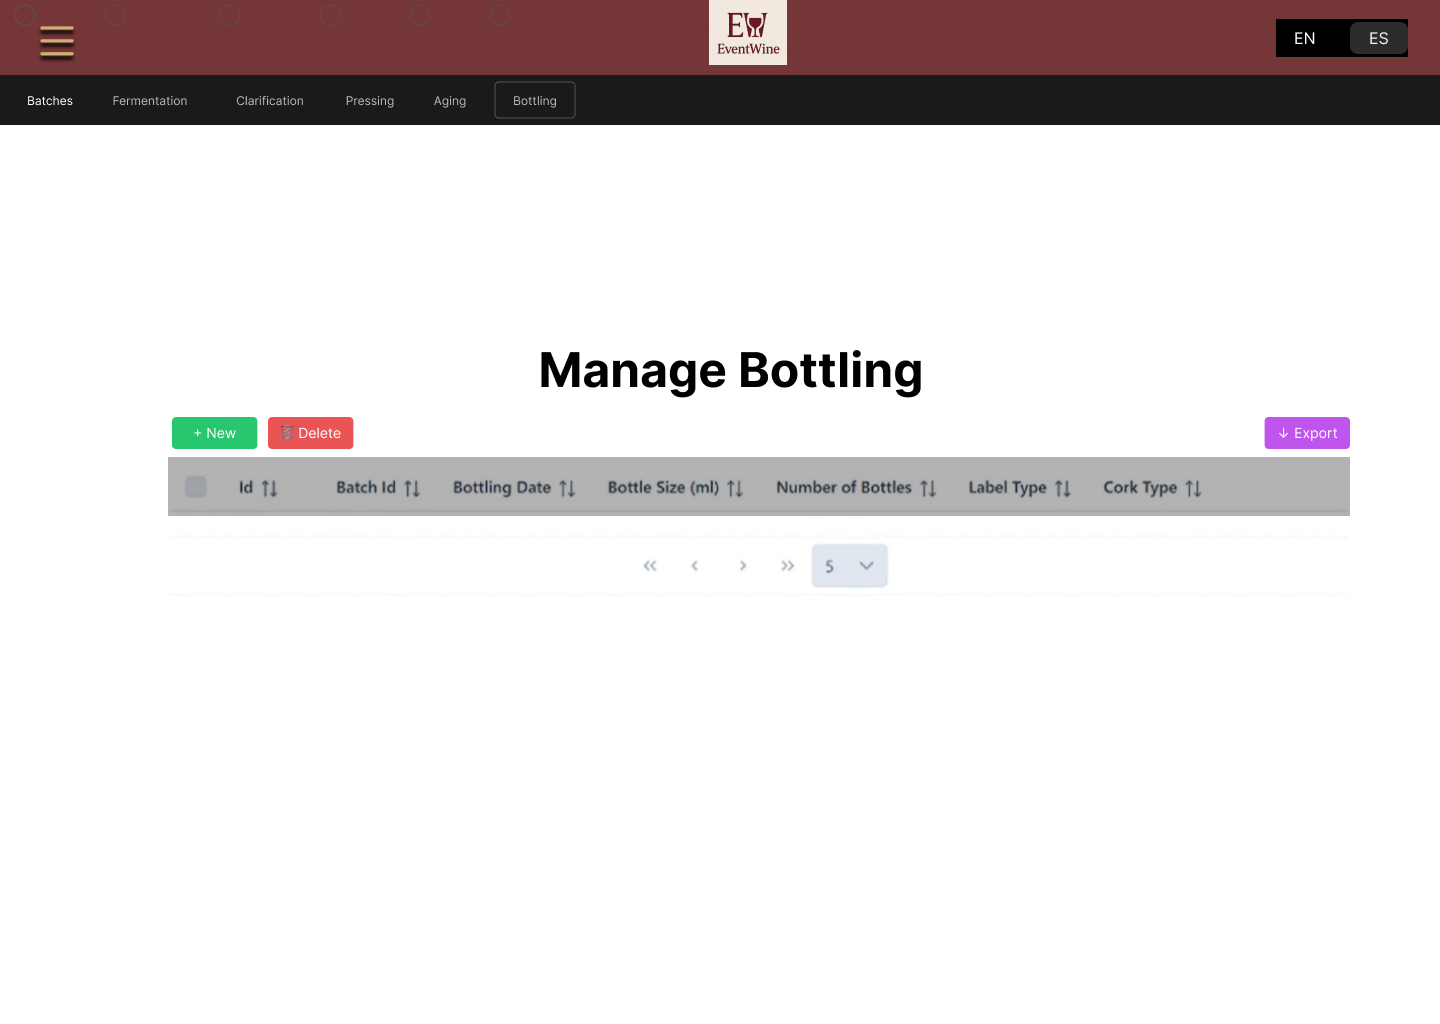 EW
EventWine
EN ES
Batches Fermentation Clarification Pressing Aging Bottling
Manage Bottling
+ New Delete ↓ Export
Id Batch Id Bottling Date Bottle Size (ml) Number of Bottles Label Type Cork Type
5